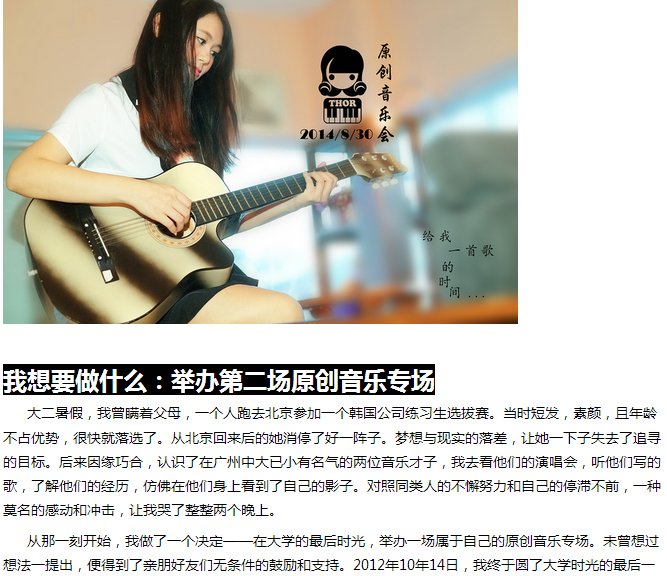 原创音乐会
THOR
2014/8/30
给我
一首歌
的
时
间...
我想要做什么：举办第二场原创音乐专场
大二暑假，我曾瞒着父母，一个人跑去北京参加一个韩国公司练习生选拔赛。当时短发，素颜，且年龄
不占优势，很快就落选了。从北京回来后的她消停了好一阵子。梦想与现实的落差，让她一下子失去了追寻
的目标。后来因缘巧合，认识了在广州中大已小有名气的两位音乐才子，我去看他们的演唱会，听他们写的
歌，了解他们的经历，仿佛在他们身上看到了自己的影子。对照同类人的不懈努力和自己的停滞不前，一种
莫名的感动和冲击，让我哭了整整两个晚上。
从那一刻开始，我做了一个决定——在大学的最后时光，举办一场属于自己的原创音乐专场。未曾想过
想法一提出，便得到了亲朋好友们无条件的鼓励和支持。2012年10年14日，我终于圆了大学时光的最后一